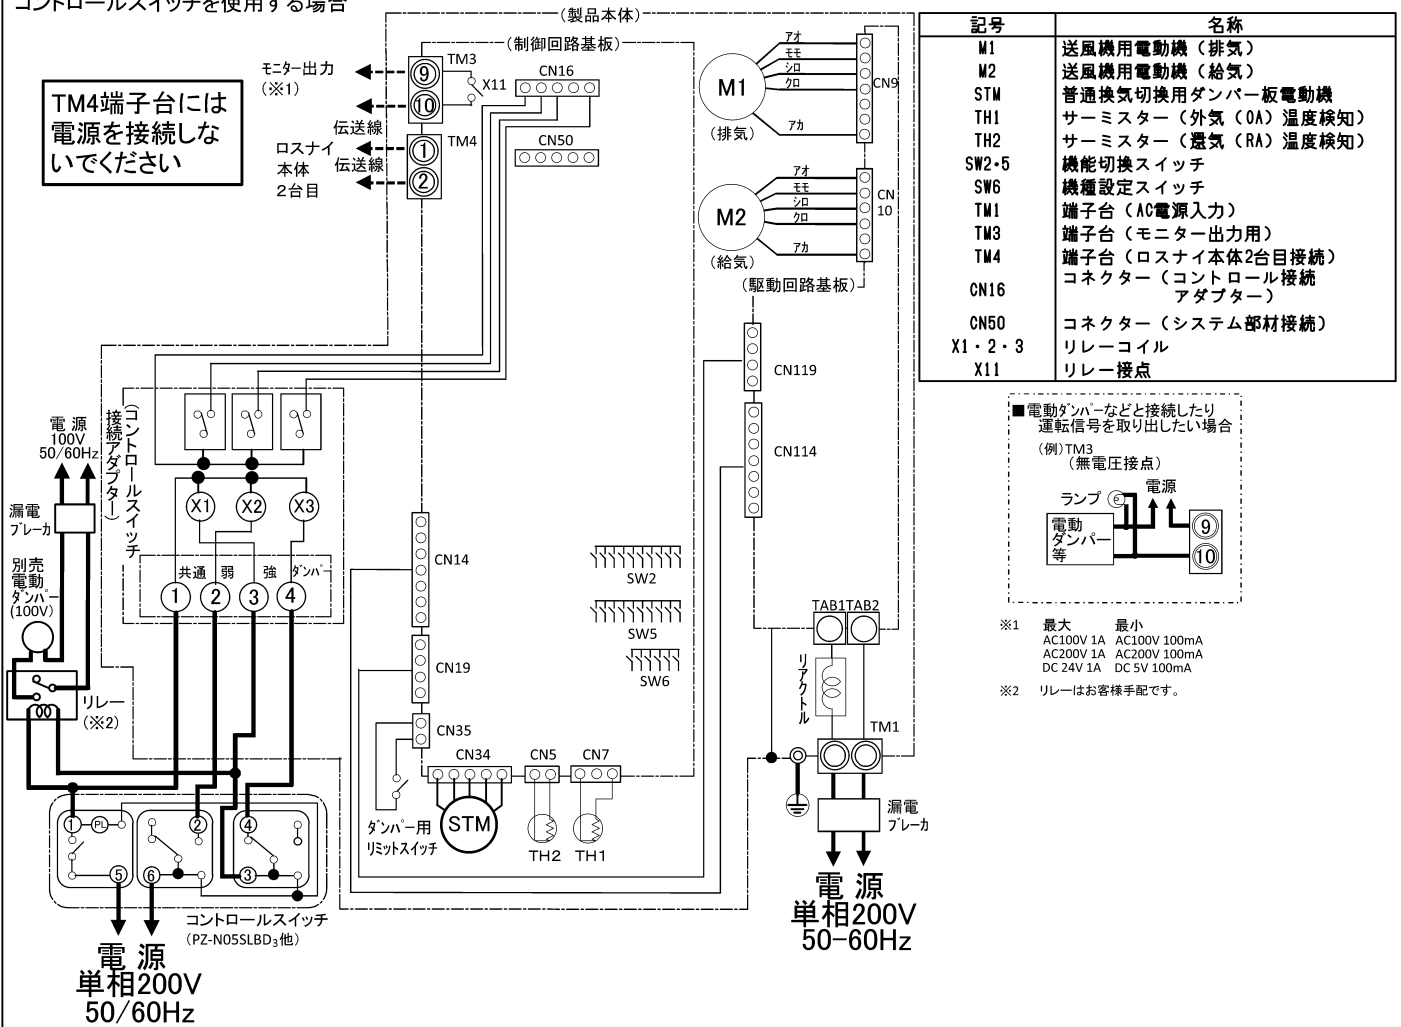 コントロールスイッチを使用する場合
(製品本体)
(制御回路基板)
TM4端子台には
電源を接続しな
いでください
モニター出力
(※1)
TM3
9
10
X11
CN16
伝送線
TM4
1
2
ロスナイ
本体
2台目
伝送線
CN50
アオ
モモ
シロ
クロ
アカ
M1
(排気)
CN9
アオ
モモ
シロ
クロ
アカ
M2
(給気)
CN
10
(駆動回路基板)
CN119
CN114
記号 名称
M1 送風機用電動機(排気)
M2 送風機用電動機(給気)
STM 普通換気切換用ダンパー板電動機
TH1 サーミスター(外気(OA)温度検知)
TH2 サーミスター(還気(RA)温度検知)
SW2・5 機能切換スイッチ
SW6 機種設定スイッチ
TM1 端子台(AC電源入力)
TM3 端子台(モニター出力用)
TM4 端子台(ロスナイ本体2台目接続)
CN16 コネクター(コントロール接続
アダプター)
CN50 コネクター(システム部材接続)
X1・2・3 リレーコイル
X11 リレー接点
■電動ダンパーなどと接続したり
運転信号を取り出したい場合
(例)TM3
(無電圧接点)
ランプ
電源
電動
ダンパー
等
9
10
※1 最大 最小
AC100V 1A AC100V 100mA
AC200V 1A AC200V 100mA
DC 24V 1A DC 5V 100mA
※2 リレーはお客様手配です。
電源
100V
50/60Hz
(コントロールスイッチ
接続アダプター)
漏電
ブレーカ
別売
電動
ダンパー
(100V)
X1 X2 X3
共通 弱 強 ダンパー
1 2 3 4
リレー
(※2)
CN14
CN19
CN35
CN34
CN5
CN7
SW2
SW5
SW6
ダンパー用
リミットスイッチ
STM
TH2
TH1
TAB1 TAB2
リアクトル
TM1
漏電
ブレーカ
電源
単相200V
50-60Hz
1 PL 2 4
5 6 3
コントロールスイッチ
(PZ-N05SLBD3他)
電源
単相200V
50/60Hz